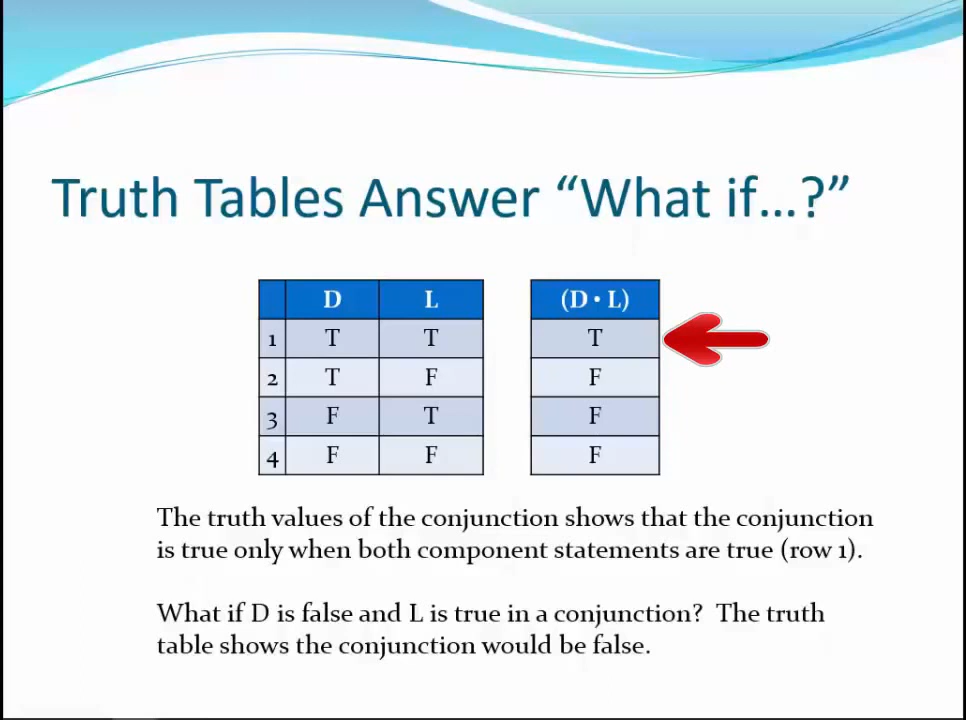 Truth Tables Answer “What if…?”
D L (D • L)
1 T T T
2 T F F
3 F T F
4 F F F
The truth values of the conjunction shows that the conjunction
is true only when both component statements are true (row 1).
What if D is false and L is true in a conjunction? The truth
table shows the conjunction would be false.